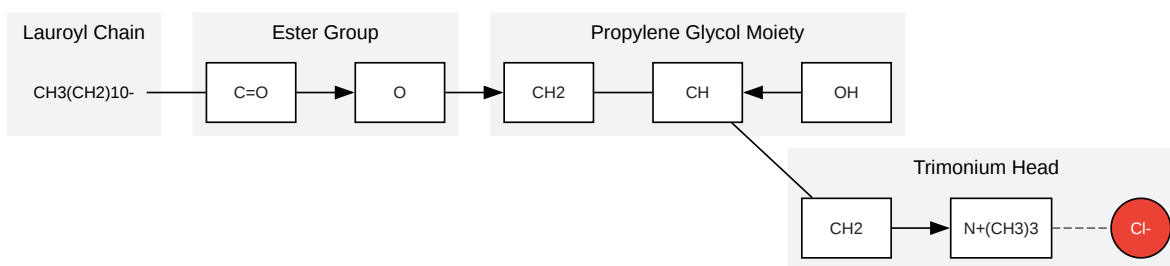 Lauroyl Chain
Ester Group
Propylene Glycol Moiety
CH3(CH2)10-
C=O
O
CH2
CH
OH
Trimonium Head
CH2
N+(CH3)3
Cl-